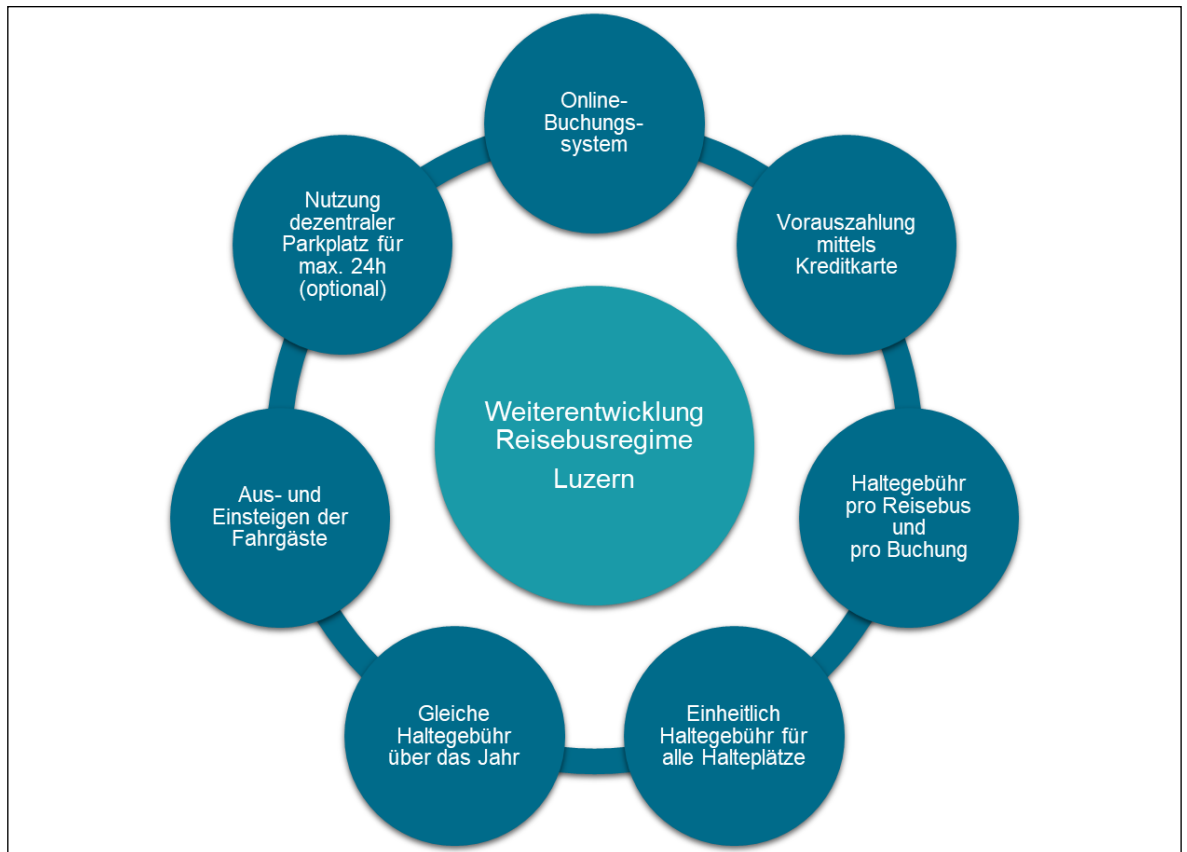 Online-
Buchungs-
system
Vorauszahlung
mittels
Kreditkarte
Haltegebühr
pro Reisebus
und
pro Buchung
Einheitlich
Haltegebühr für
alle Halteplätze
Gleiche
Haltegebühr
über das Jahr
Aus- und
Einsteigen der
Fahrgäste
Nutzung
dezentraler
Parkplatz für
max. 24h
(optional)
Weiterentwicklung
Reisebusregime
Luzern